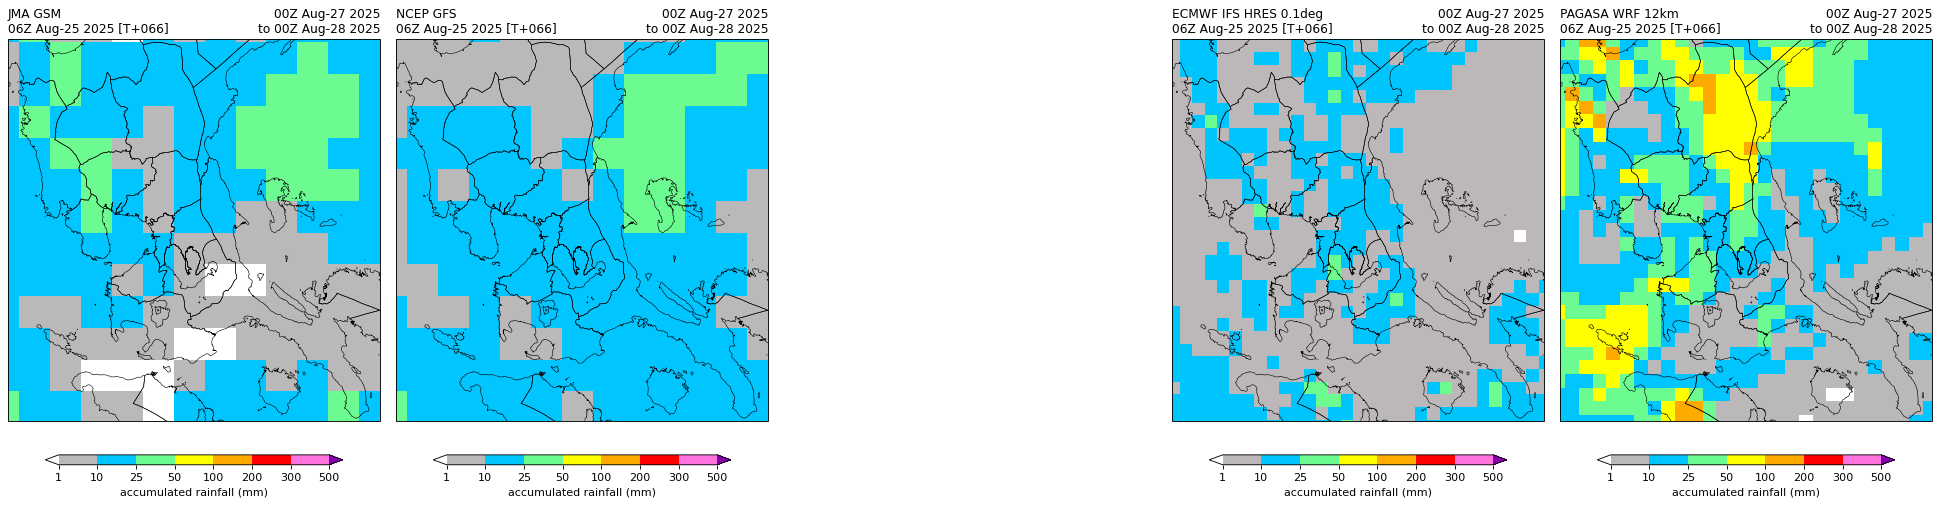 JMA GSM 00Z Aug-27 2025
06Z Aug-25 2025 [T+066] to 00Z Aug-28 2025
NCEP GFS 00Z Aug-27 2025
06Z Aug-25 2025 [T+066] to 00Z Aug-28 2025
ECMWF IFS HRES 0.1deg 00Z Aug-27 2025
06Z Aug-25 2025 [T+066] to 00Z Aug-28 2025
PAGASA WRF 12km 00Z Aug-27 2025
06Z Aug-25 2025 [T+066] to 00Z Aug-28 2025
1 10 25 50 100 200 300 500
accumulated rainfall (mm)
1 10 25 50 100 200 300 500
accumulated rainfall (mm)
1 10 25 50 100 200 300 500
accumulated rainfall (mm)
1 10 25 50 100 200 300 500
accumulated rainfall (mm)